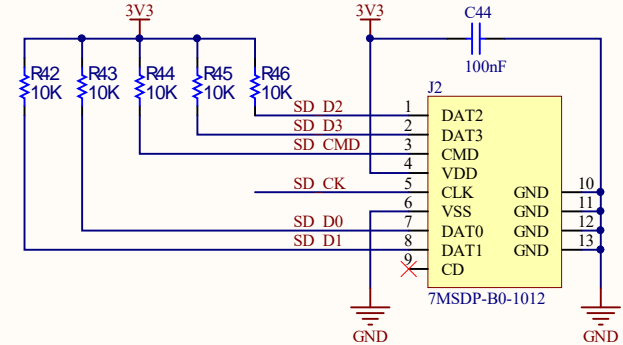 3V3
3V3
C44
100nF
R42
10K
R43
10K
R44
10K
R45
10K
R46
10K
J2
SD D2 1 DAT2
SD D3 2 DAT3
SD CMD 3 CMD
4 VDD
SD CK 5 CLK GND 10
6 VSS GND 11
SD D0 7 DAT0 GND 12
SD D1 8 DAT1 GND 13
9 CD
7MSDP-B0-1012
GND
GND